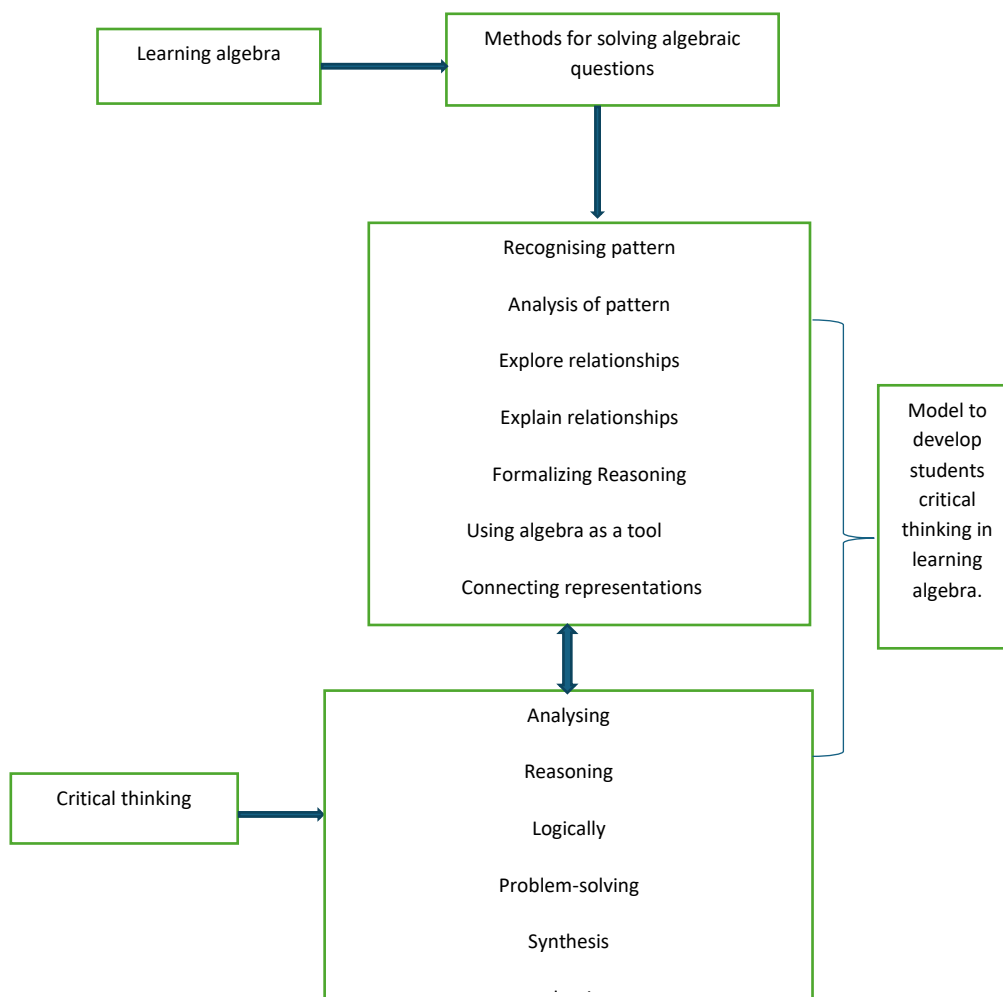 Learning algebra
Methods for solving algebraic
questions
Recognising pattern
Analysis of pattern
Explore relationships
Explain relationships
Formalizing Reasoning
Using algebra as a tool
Connecting representations
Model to
develop
students
critical
thinking in
learning
algebra.
Analysing
Reasoning
Critical thinking
Logically
Problem-solving
Synthesis